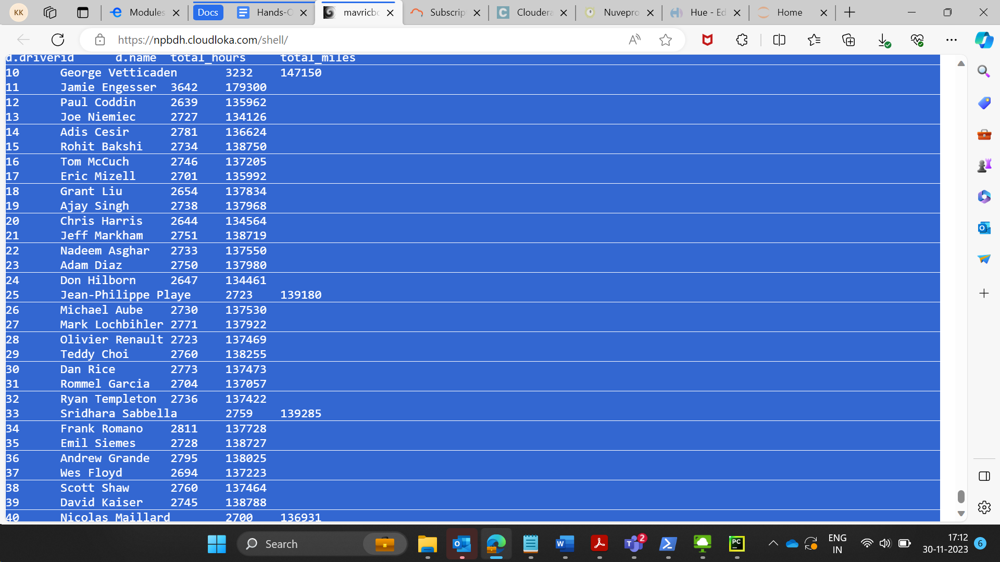 KK Modules Docs Hands-O mavricbo Subscrip Cloudera Nuvepro Hue - Ed Home
https://npbdh.cloudloka.com/shell/
d.driverid d.name total_hours total_miles
10 George Vetticaden 3232 147150
11 Jamie Engesser 3642 179300
12 Paul Coddin 2639 135962
13 Joe Niemiec 2727 134126
14 Adis Cesir 2781 136624
15 Rohit Bakshi 2734 138750
16 Tom McCuch 2746 137205
17 Eric Mizell 2701 135992
18 Grant Liu 2654 137834
19 Ajay Singh 2738 137968
20 Chris Harris 2644 134564
21 Jeff Markham 2751 138719
22 Nadeem Asghar 2733 137550
23 Adam Diaz 2750 137980
24 Don Hilborn 2647 134461
25 Jean-Philippe Playe 2723 139180
26 Michael Aube 2730 137530
27 Mark Lochbihler 2771 137922
28 Olivier Renault 2723 137469
29 Teddy Choi 2760 138255
30 Dan Rice 2773 137473
31 Rommel Garcia 2704 137057
32 Ryan Templeton 2736 137422
33 Sridhara Sabbella 2759 139285
34 Frank Romano 2811 137728
35 Emil Siemes 2728 138727
36 Andrew Grande 2795 138025
37 Wes Floyd 2694 137223
38 Scott Shaw 2760 137464
39 David Kaiser 2745 138788
40 Nicolas Maillard 2700 136931
Search
2
PC
ENG
IN
17:12
30-11-2023
6